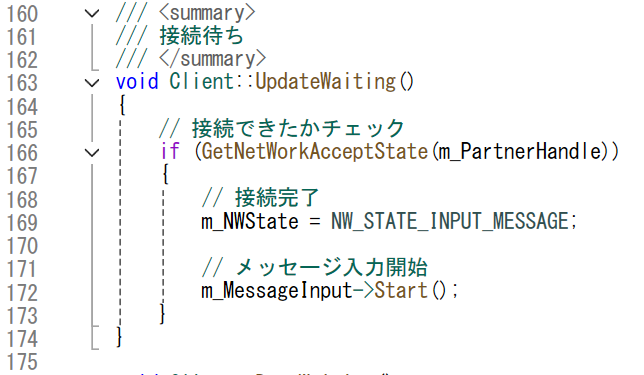 160 /// <summary>
161 /// 接続待ち
162 /// </summary>
163 void Client::UpdateWaiting()
164 {
165 // 接続できたかチェック
166 if (GetNetWorkAcceptState(m_PartnerHandle))
167 {
168 // 接続完了
169 m_NWState = NW_STATE_INPUT_MESSAGE;
170
171 // メッセージ入力開始
172 m_MessageInput->Start();
173 }
174 }
175